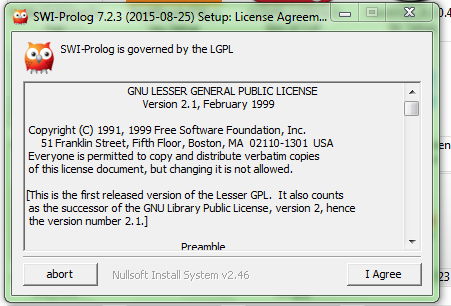 SWI-Prolog 7.2.3 (2015-08-25) Setup: License Agreem...
SWI-Prolog is governed by the LGPL
GNU LESSER GENERAL PUBLIC LICENSE
Version 2.1, February 1999
Copyright (C) 1991, 1999 Free Software Foundation, Inc.
51 Franklin Street, Fifth Floor, Boston, MA  02110-1301  USA
Everyone is permitted to copy and distribute verbatim copies
of this license document, but changing it is not allowed.
[This is the first released version of the Lesser GPL.  It also counts
as the successor of the GNU Library Public License, version 2, hence
the version number 2.1.]
Preamble
abort
Nullsoft Install System v2.46
I Agree